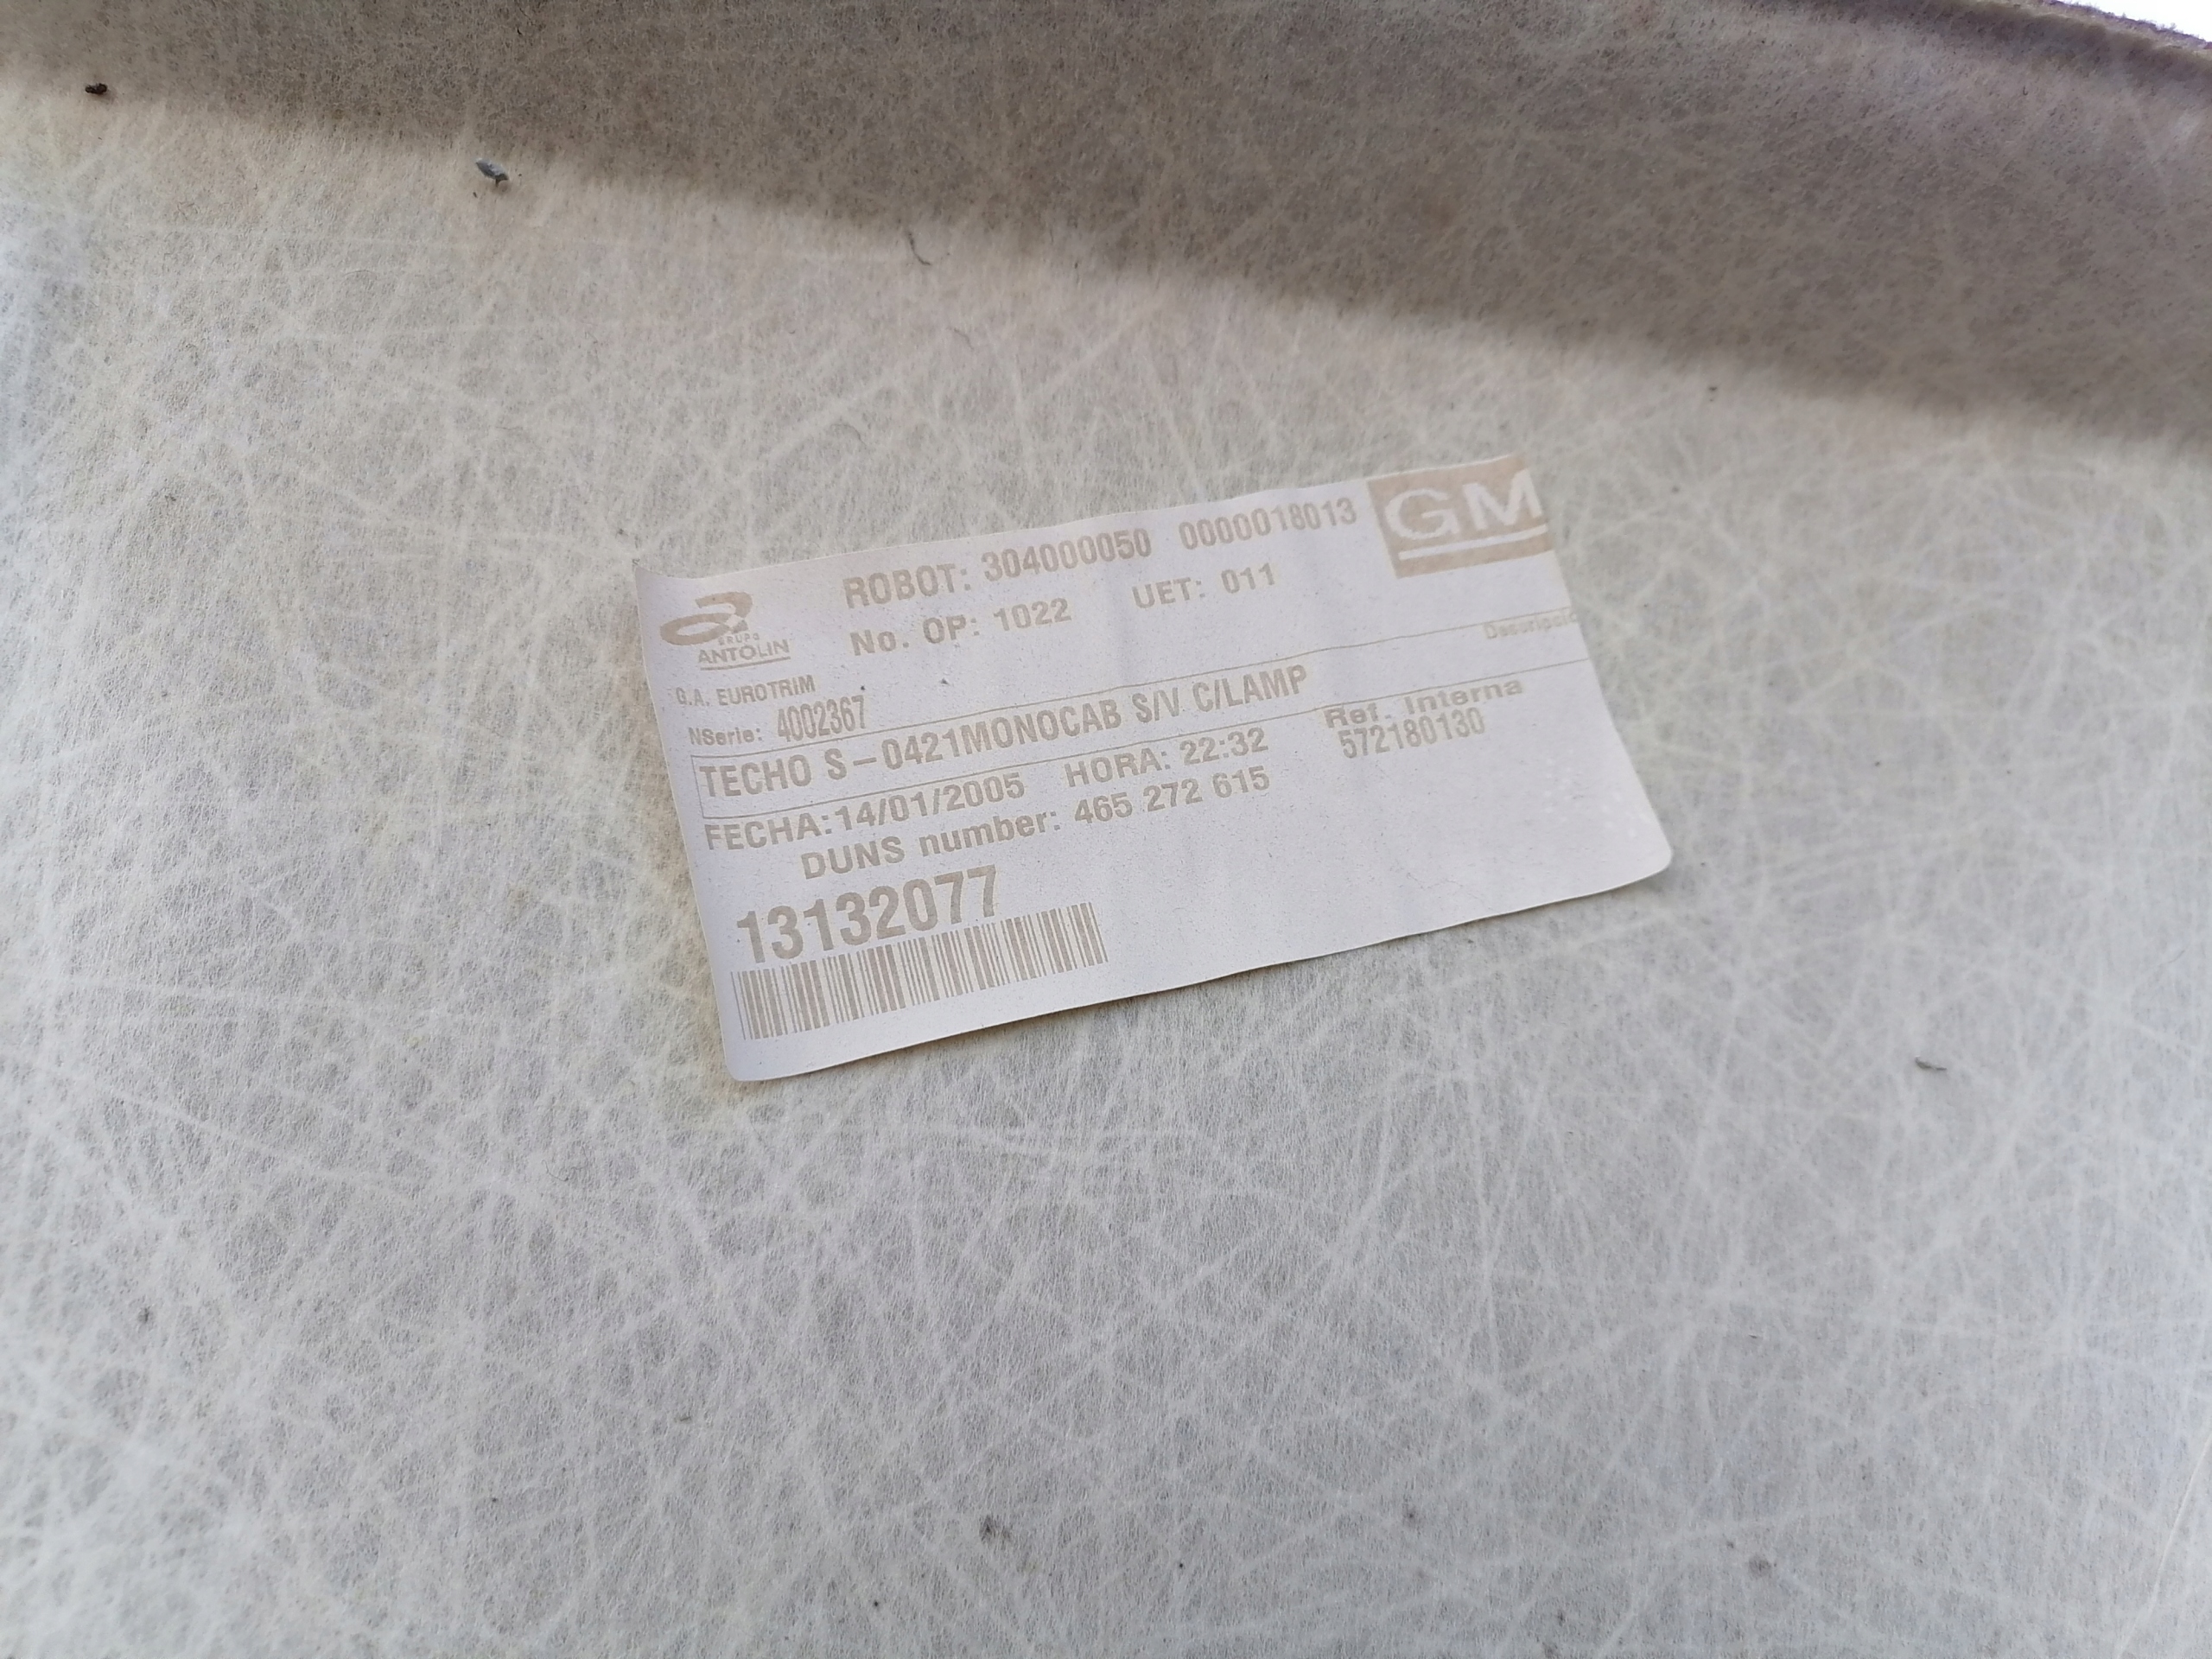 ROBOT: 304000050 0000018013
GM
No. OP: 1022 UET: 011
GRUPO
ANTOLIN
G.A. EUROTRIM
NSerie: 4002367
Descripció
TECHO S-0421MONOCAB S/V C/LAMP
FECHA:14/01/2005 HORA: 22:32
Ref. Interna
572180130
DUNS number: 465 272 615
13132077